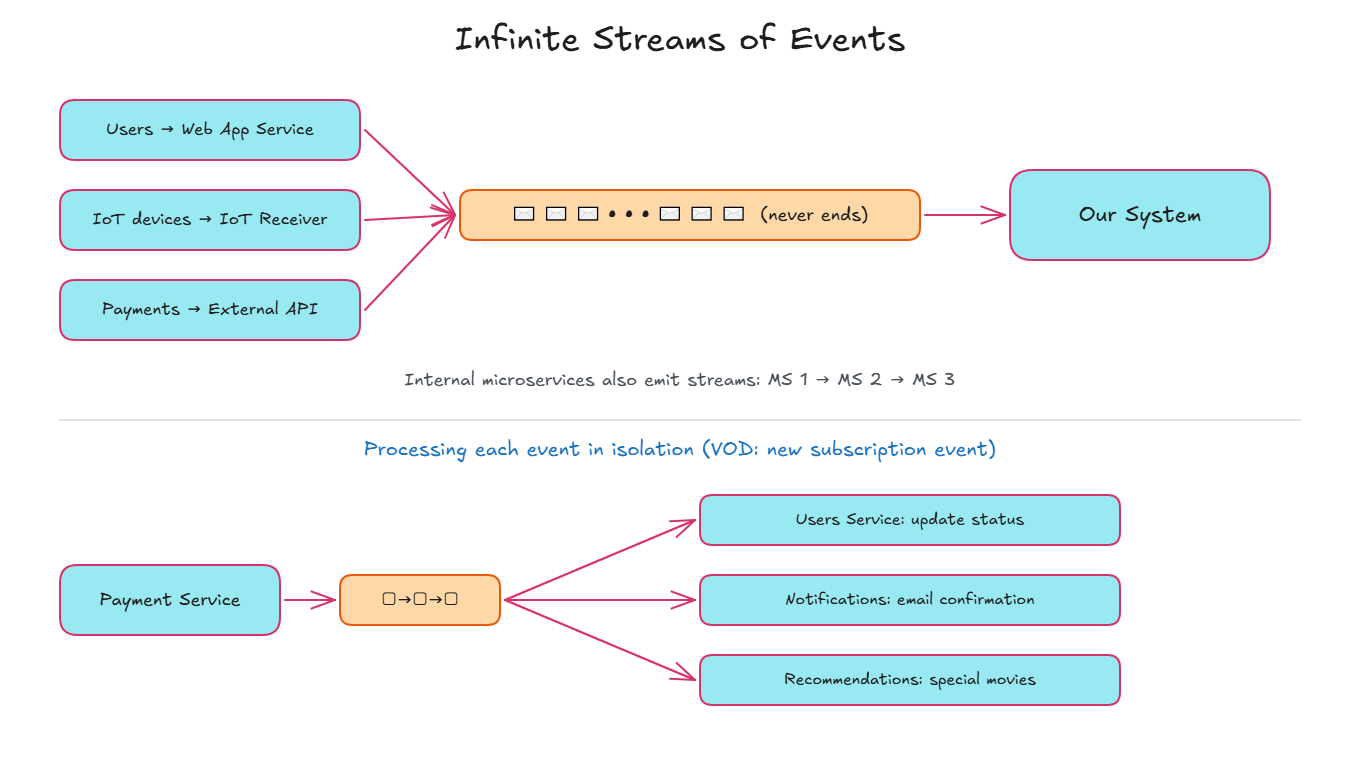 Infinite Streams of Events
Users → Web App Service
IoT devices → IoT Receiver
Payments → External API
✉ ✉ ✉ • • • ✉ ✉ ✉ (never ends)
Our System
Internal microservices also emit streams: MS 1 → MS 2 → MS 3
Processing each event in isolation (VOD: new subscription event)
Payment Service
▢→▢→▢
Users Service: update status
Notifications: email confirmation
Recommendations: special movies